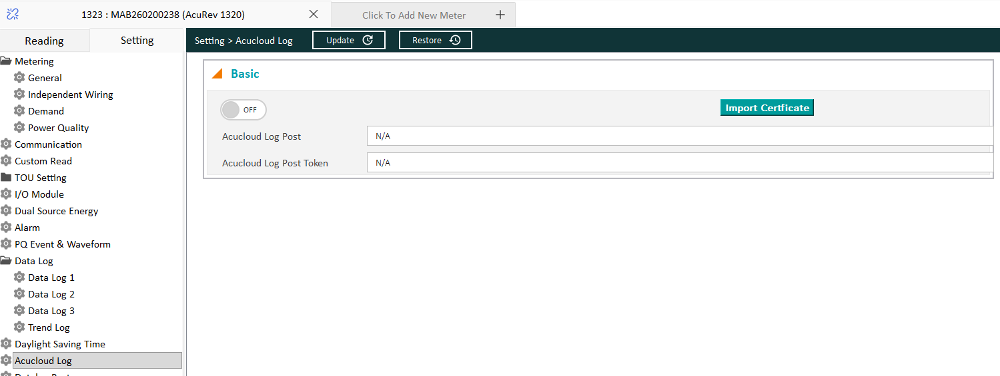 1323 : MAB260200238 (AcuRev 1320)
Click To Add New Meter
Reading
Setting
Setting > Acucloud Log
Update
Restore
Metering
General
Independent Wiring
Demand
Power Quality
Communication
Custom Read
TOU Setting
I/O Module
Dual Source Energy
Alarm
PQ Event & Waveform
Data Log
Data Log 1
Data Log 2
Data Log 3
Trend Log
Daylight Saving Time
Acucloud Log
Basic
OFF
Import Certficate
Acucloud Log Post
N/A
Acucloud Log Post Token
N/A